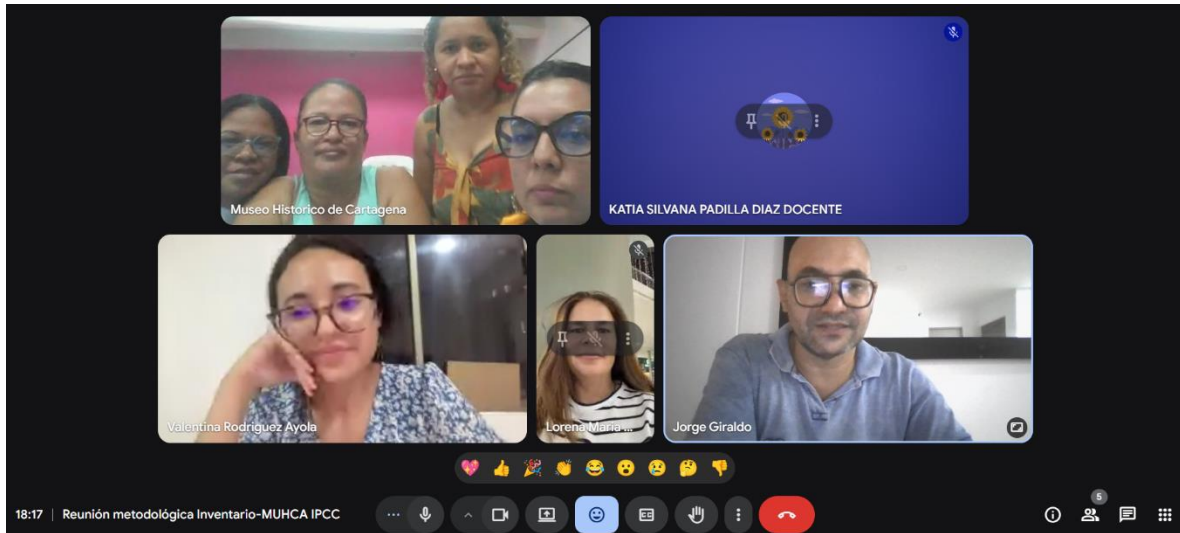 Museo Histórico de Cartagena
KATIA SILVANA PADILLA DIAZ DOCENTE
Valentina Rodriguez Ayola
Lorena María ...
Jorge Giraldo
5
18:17 | Reunión metodológica Inventario-MUHCA IPCC